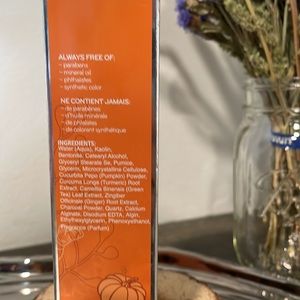 ALWAYS FREE OF:
– parabens
– mineral oil
– phthalates
– synthetic color
NE CONTIENT JAMAIS:
– de parabènes
– d'huile minérale
– de phtalates
– de colorant synthétique
INGREDIENTS:
Water (Aqua), Kaolin,
Bentonite, Cetearyl Alcohol,
Glyceryl Stearate Se, Pumice,
Glycerin, Microcrystalline Cellulose,
Cucurbita Pepo (Pumpkin) Powder,
Curcuma Longa (Turmeric) Root
Extract, Camellia Sinensis (Green
Tea) Leaf Extract, Zingiber
Officinale (Ginger) Root Extract,
Charcoal Powder, Quartz, Calcium
Alginate, Disodium EDTA, Algin,
Ethylhexylglycerin, Phenoxyethanol,
Fragrance (Parfum)